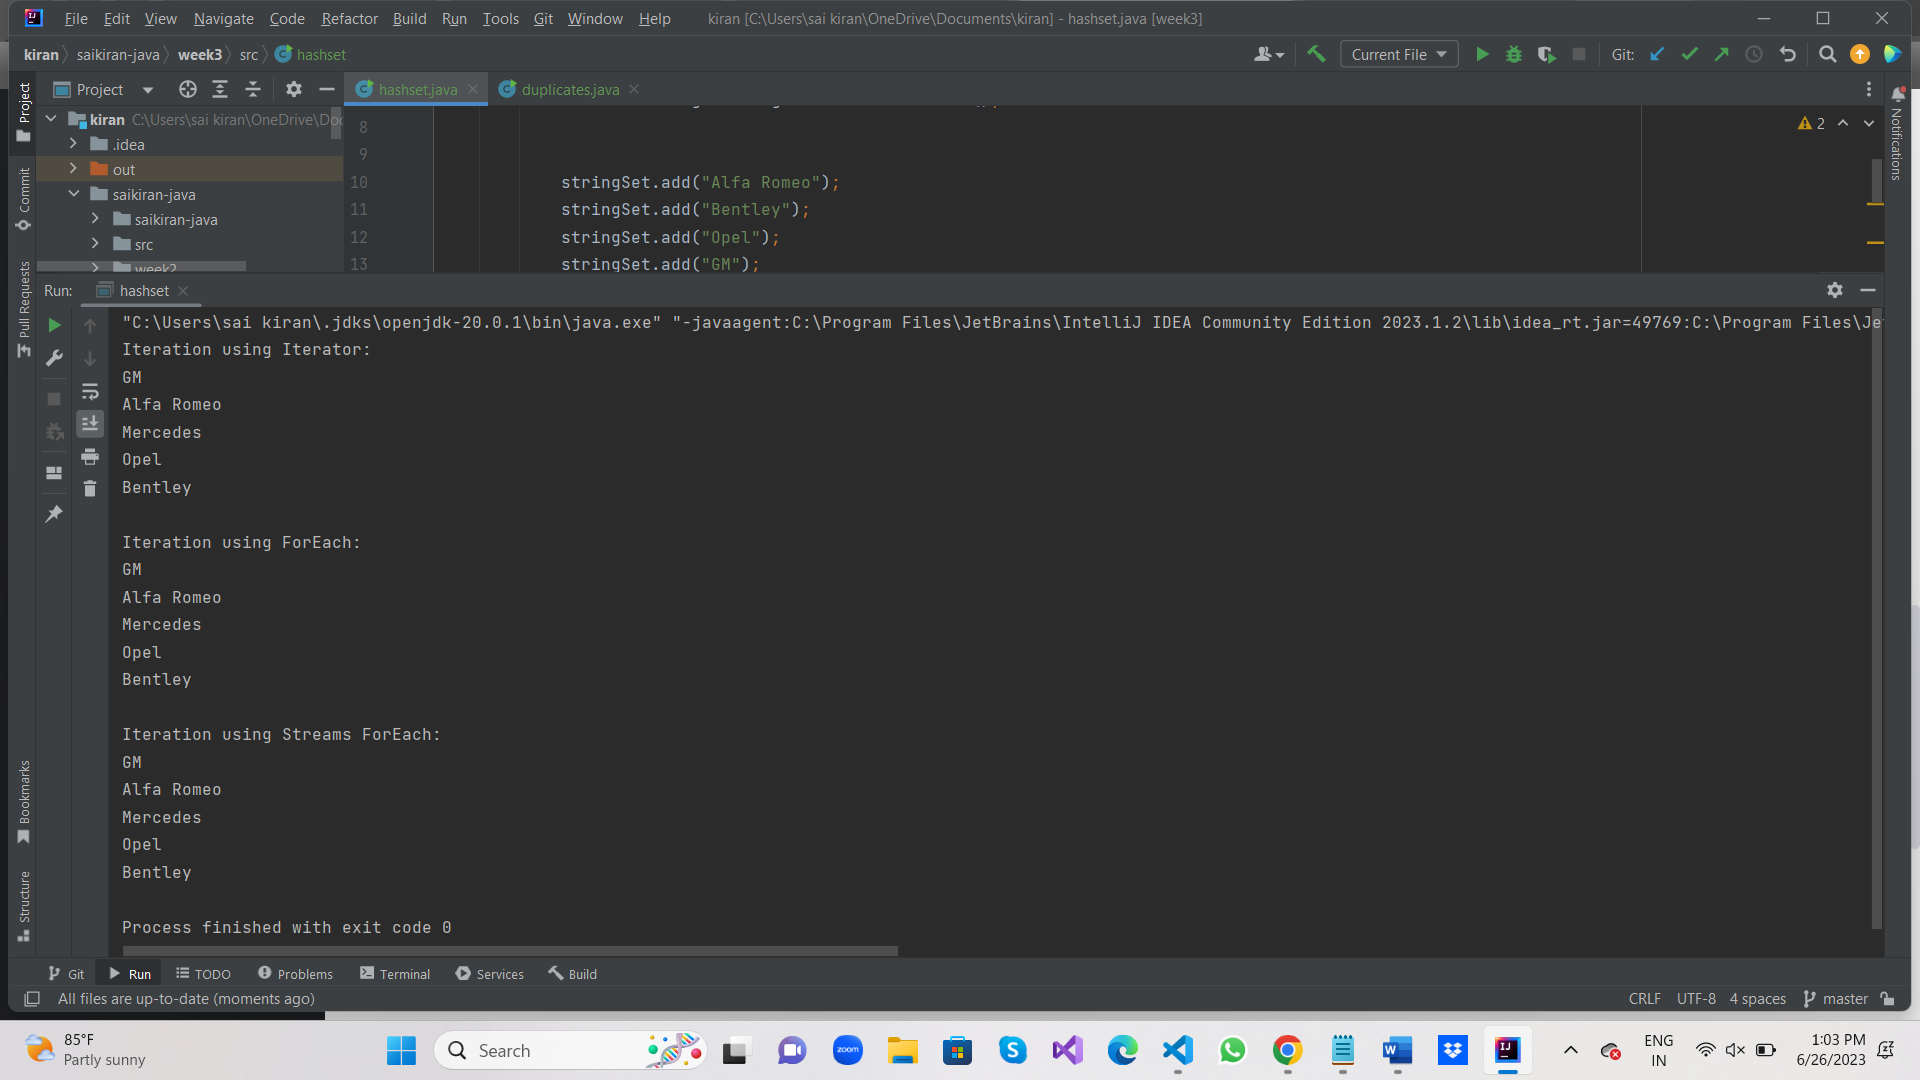 File Edit View Navigate Code Refactor Build Run Tools Git Window Help kiran [C:\Users\sai kiran\OneDrive\Documents\kiran] - hashset.java [week3]
kiran saikiran-java week3 src hashset Current File Git:
Project hashset.java duplicates.java
Project
Commit
Pull Requests
Bookmarks
Structure
Notifications
kiran C:\Users\sai kiran\OneDrive\Doc
.idea
out
saikiran-java
saikiran-java
src
week2
2
8
9
10 stringSet.add("Alfa Romeo");
11 stringSet.add("Bentley");
12 stringSet.add("Opel");
13 stringSet.add("GM");
Run: hashset
"C:\Users\sai kiran\.jdks\openjdk-20.0.1\bin\java.exe" "-javaagent:C:\Program Files\JetBrains\IntelliJ IDEA Community Edition 2023.1.2\lib\idea_rt.jar=49769:C:\Program Files\Je
Iteration using Iterator:
GM
Alfa Romeo
Mercedes
Opel
Bentley
Iteration using ForEach:
GM
Alfa Romeo
Mercedes
Opel
Bentley
Iteration using Streams ForEach:
GM
Alfa Romeo
Mercedes
Opel
Bentley
Process finished with exit code 0
Git Run TODO Problems Terminal Services Build
All files are up-to-date (moments ago) CRLF UTF-8 4 spaces master
85°F
Partly sunny
Search
zoom
ENG
IN
1:03 PM
6/26/2023